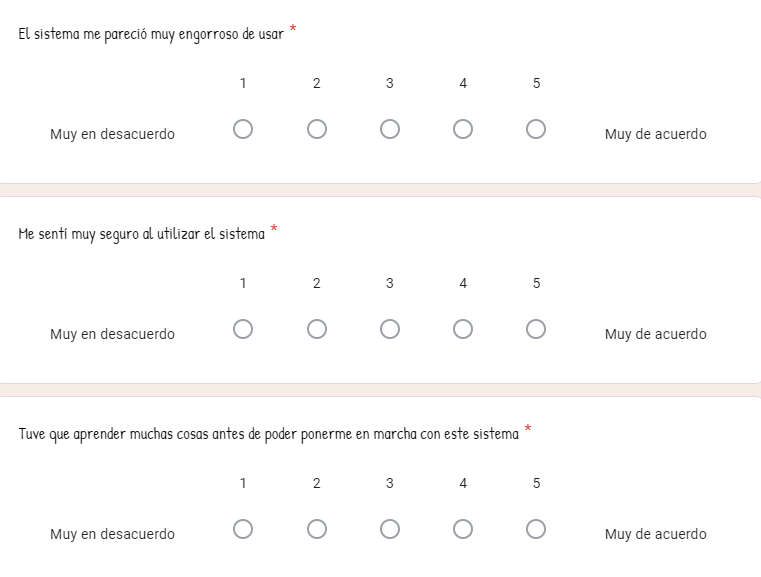 El sistema me pareció muy engorroso de usar *
1 2 3 4 5
Muy en desacuerdo Muy de acuerdo
Me sentí muy seguro al utilizar el sistema *
1 2 3 4 5
Muy en desacuerdo Muy de acuerdo
Tuve que aprender muchas cosas antes de poder ponerme en marcha con este sistema *
1 2 3 4 5
Muy en desacuerdo Muy de acuerdo